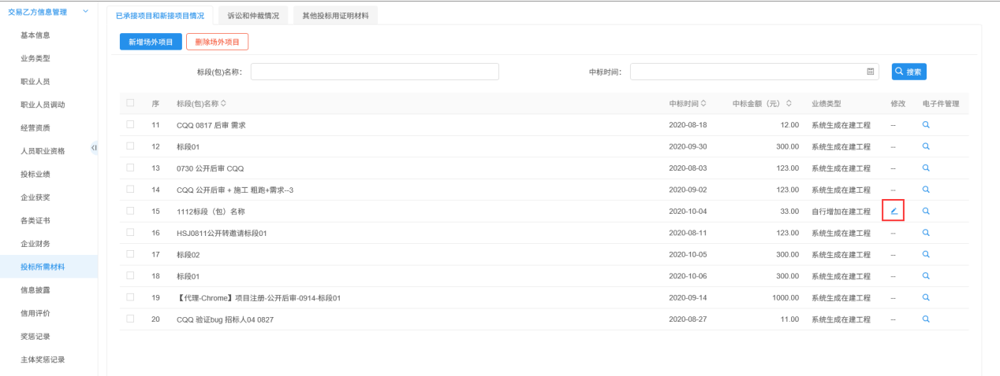 交易乙方信息管理
基本信息
业务类型
职业人员
职业人员调动
经营资质
人员职业资格
投标业绩
企业获奖
各类证书
企业财务
投标所需材料
信息披露
信用评价
奖惩记录
主体奖惩记录
已承接项目和新接项目情况 诉讼和仲裁情况 其他投标用证明材料
新增场外项目 删除场外项目
标段(包)名称: 中标时间: 搜索
序 标段(包)名称 中标时间 中标金额（元） 业绩类型 修改 电子件管理
11 CQQ 0817 后审 需求 2020-08-18 12.00 系统生成在建工程 --
12 标段01 2020-09-30 300.00 系统生成在建工程 --
13 0730 公开后审 CQQ 2020-08-03 123.00 系统生成在建工程 --
14 CQQ 公开后审 + 施工 粗跑+需求--3 2020-09-02 123.00 系统生成在建工程 --
15 1112标段（包）名称 2020-10-04 33.00 自行增加在建工程
16 HSJ0811公开转邀请标段01 2020-08-11 123.00 系统生成在建工程 --
17 标段02 2020-10-05 300.00 系统生成在建工程 --
18 标段01 2020-10-06 300.00 系统生成在建工程 --
19 【代理-Chrome】项目注册-公开后审-0914-标段01 2020-09-14 1000.00 系统生成在建工程 --
20 CQQ 验证bug 招标人04 0827 2020-08-27 11.00 系统生成在建工程 --